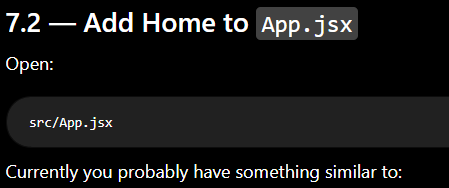 7.2 — Add Home to App.jsx
Open:
src/App.jsx
Currently you probably have something similar to: